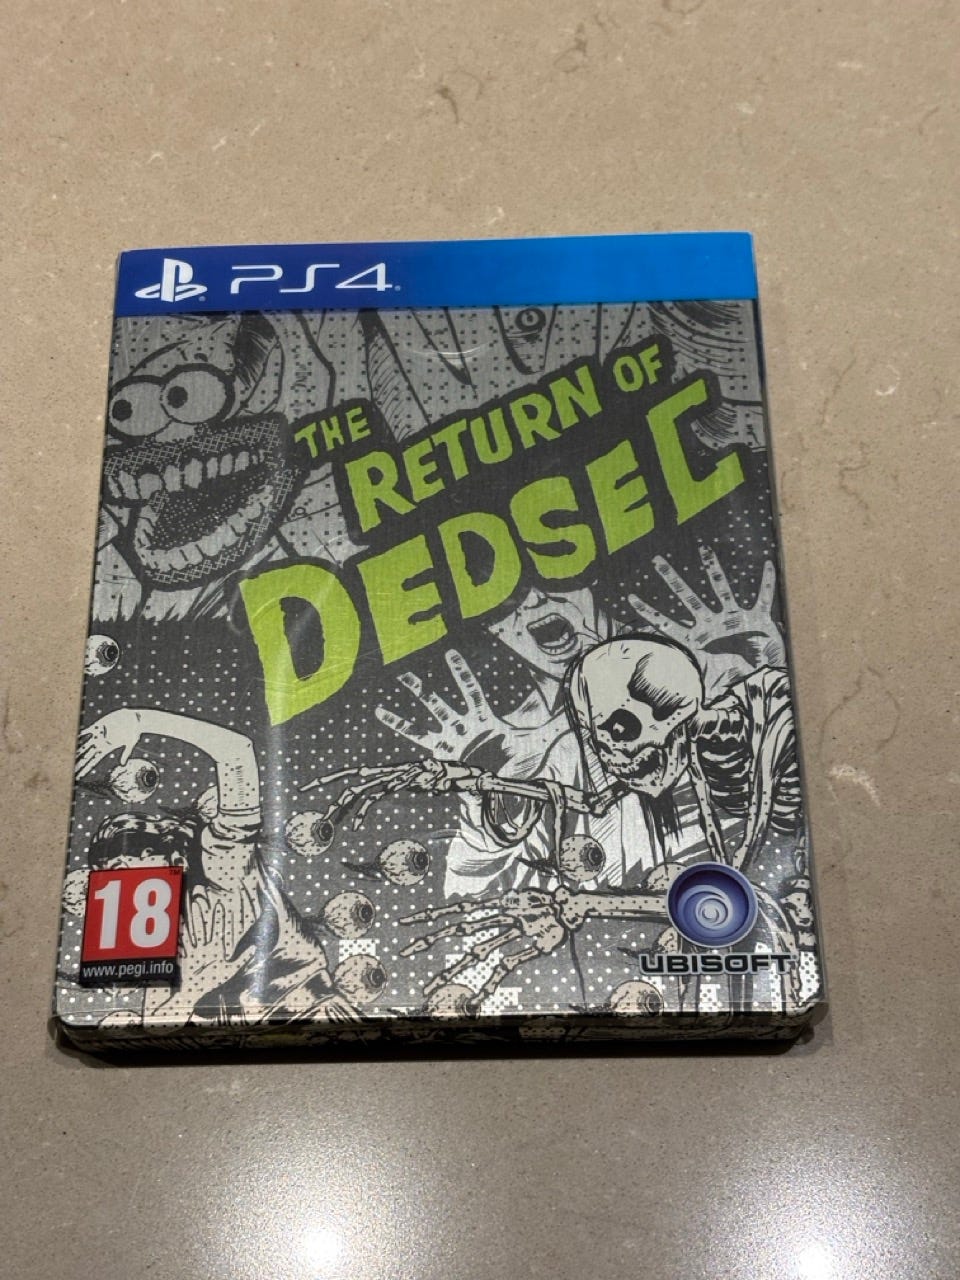 PS4
THE
RETURN OF
DEDSEC
18
www.pegi.info
UBISOFT